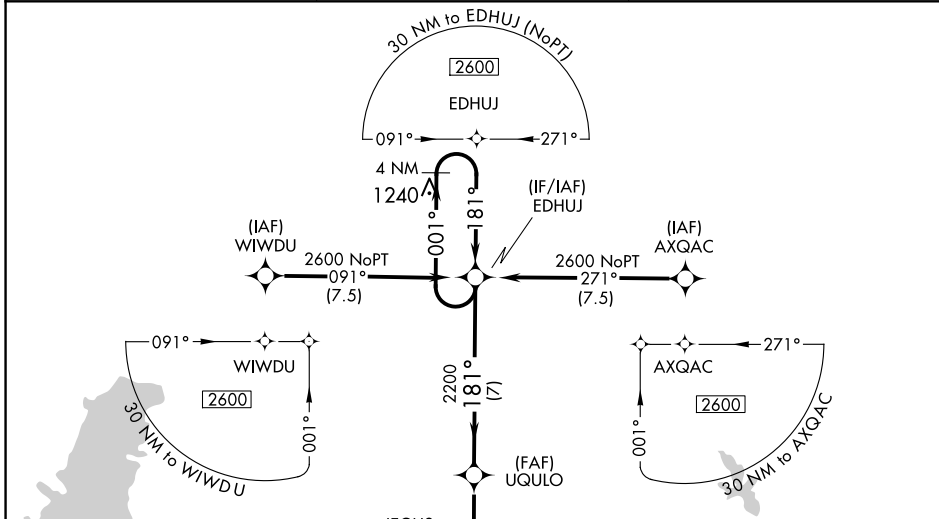 30 NM to EDHUJ (NoPT)
2600
EDHUJ
091°
271°
4 NM
1240
001°
181°
(IF/IAF)
EDHUJ
(IAF)
WIWDU
2600 NoPT
091°
(7.5)
(IAF)
AXQAC
2600 NoPT
271°
(7.5)
091°
WIWDU
2600
001°
30 NM to WIWDU
2200
181°
(7)
271°
AXQAC
2600
001°
30 NM to AXQAC
(FAF)
UQULO